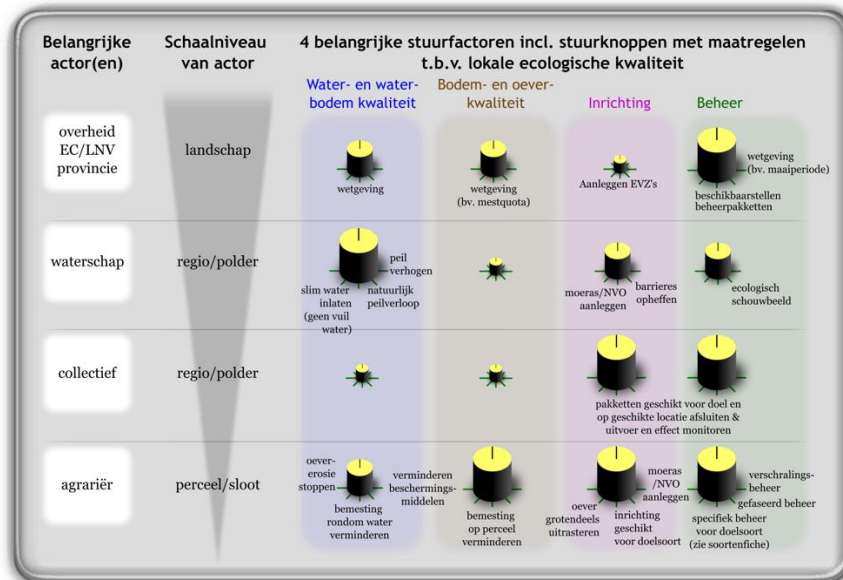 Belangrijke
actor(en)
Schaalniveau
van actor
4 belangrijke stuurfactoren incl. stuurknoppen met maatregelen
t.b.v. lokale ecologische kwaliteit
Water- en water-
bodem kwaliteit
Bodem- en oever-
kwaliteit
Inrichting
Beheer
overheid
EC/LNV
provincie
landschap
wetgeving
wetgeving
(bv. mestquota)
Aanleggen EVZ's
wetgeving
(bv. maaiperiode)
beschikbaarstellen
beheerpakketten
waterschap
regio/polder
peil
verhogen
slim water
inlaten
(geen vuil
water)
natuurlijk
peilverloop
moeras/NVO
aanleggen
barrieres
opheffen
ecologisch
schouwbeeld
collectief
regio/polder
pakketten geschikt voor doel en
op geschikte locatie afsluiten &
uitvoer en effect monitoren
agrariër
perceel/sloot
oever-
erosie
stoppen
bemesting
rondom water
verminderen
verminderen
beschermings-
middelen
bemesting
op perceel
verminderen
moeras
/NVO
aanleggen
oever
grotendeels
uitrasteren
inrichting
geschikt
voor doelsoort
verschralings-
beheer
gefaseerd beheer
specifiek beheer
voor doelsoort
(zie soortenfiche)